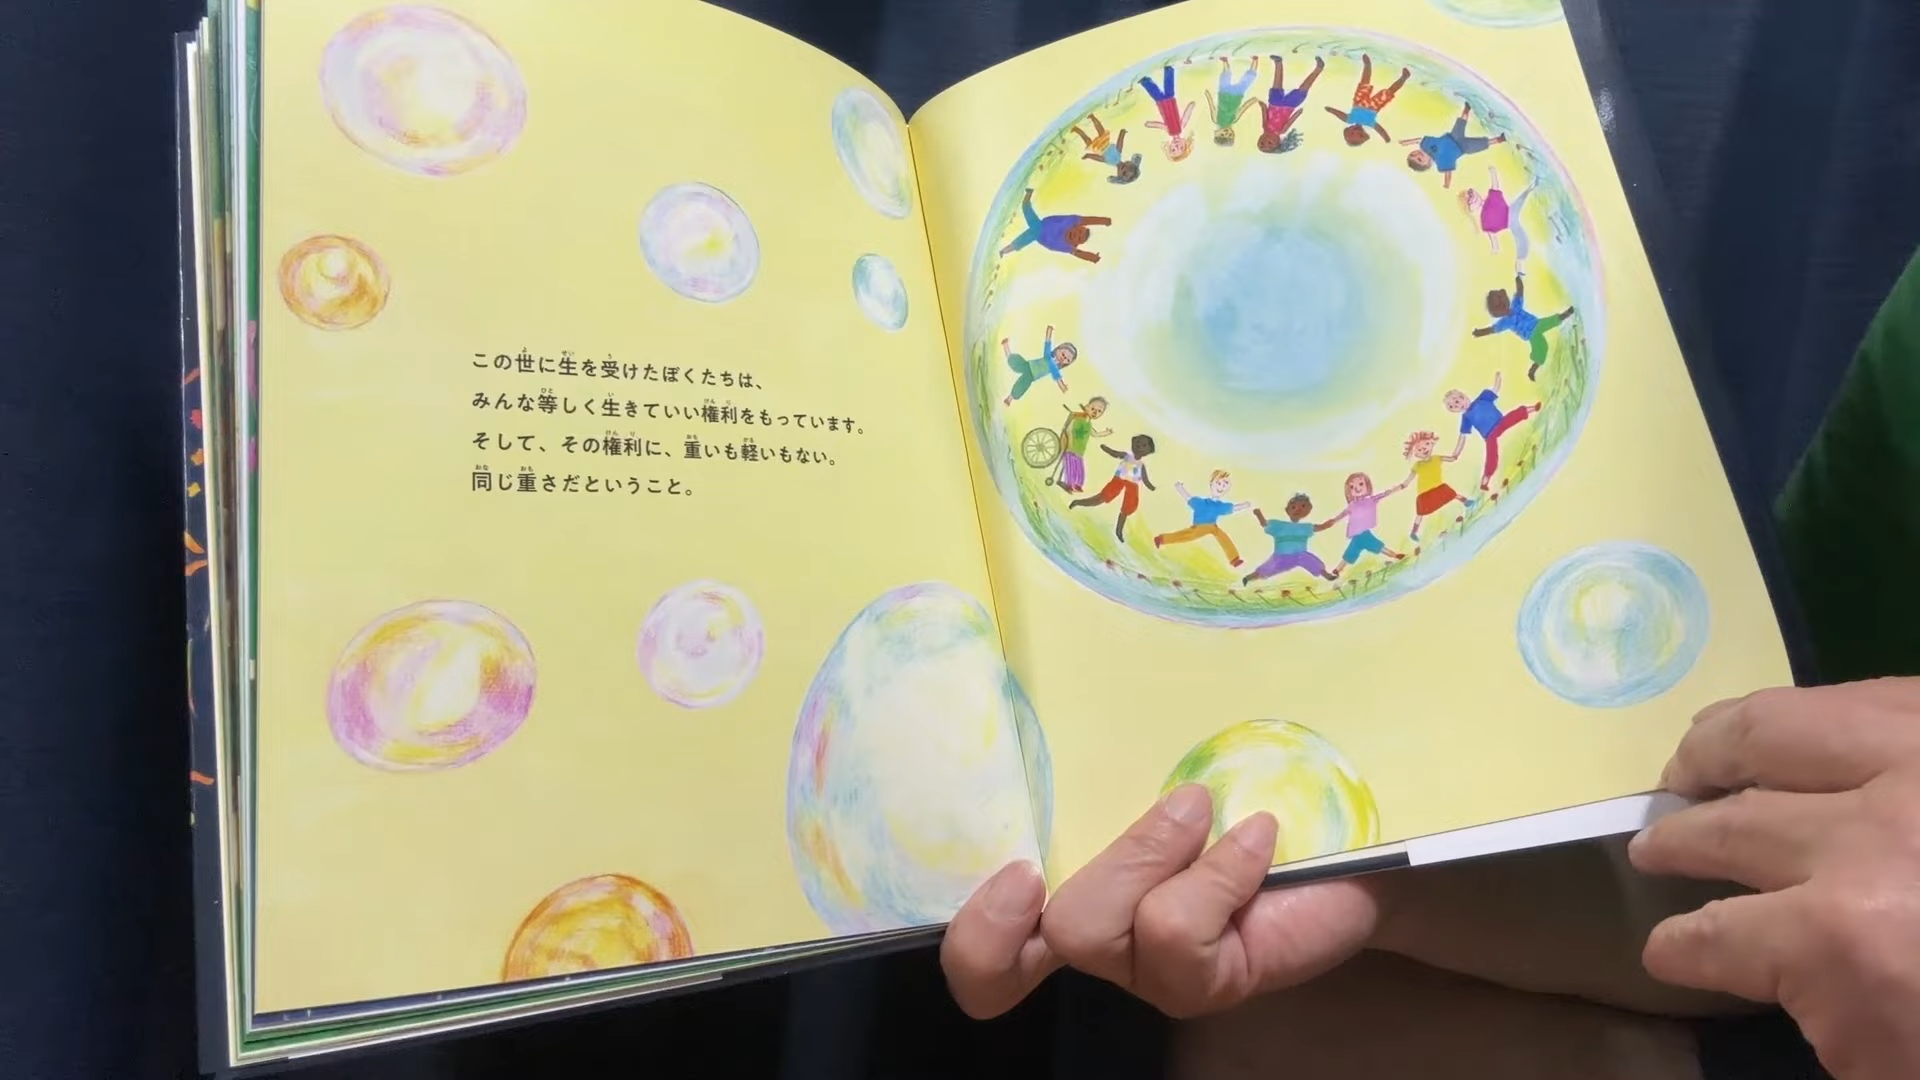 この世に生を受けたぼくたちは、
みんな等しく生きていい権利をもっています。
そして、その権利に、重いも軽いもない。
同じ重さだということ。